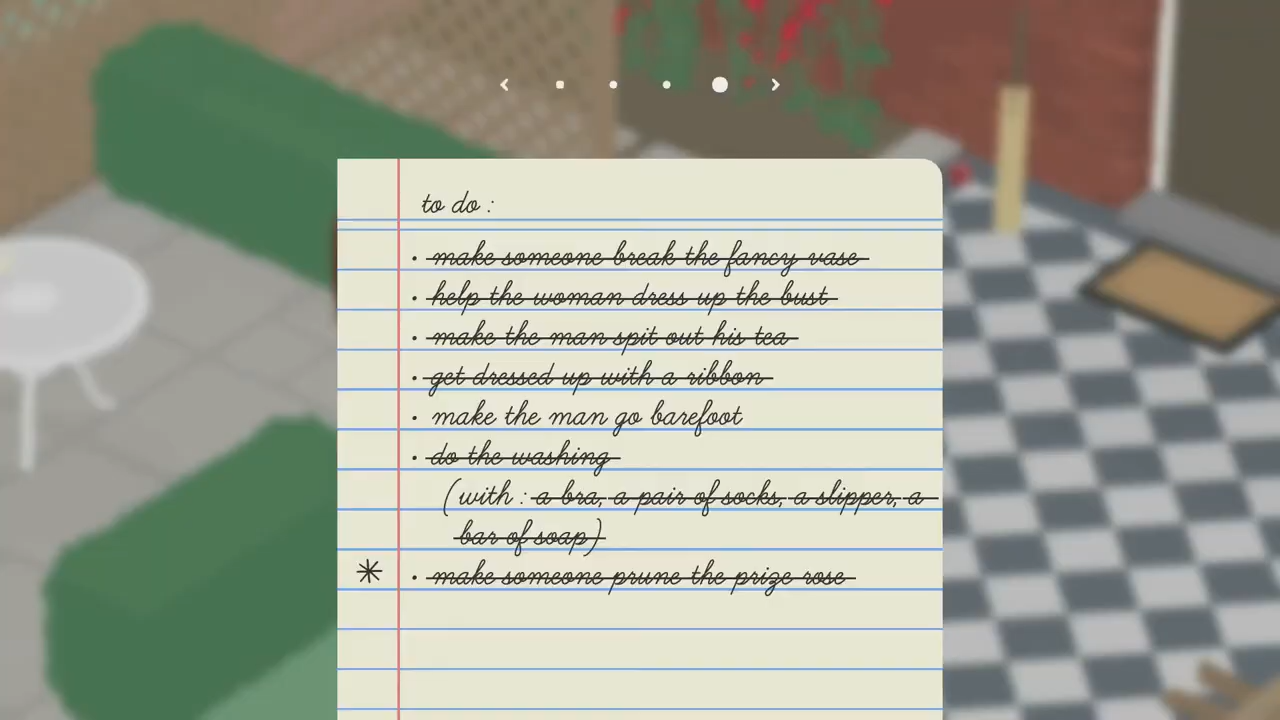 to do :
• make someone break the fancy vase
• help the woman dress up the bust
• make the man spit out his tea
• get dressed up with a ribbon
• make the man go barefoot
• do the washing
(with : a bra, a pair of socks, a slipper, a
bar of soap)
• make someone prune the prize rose